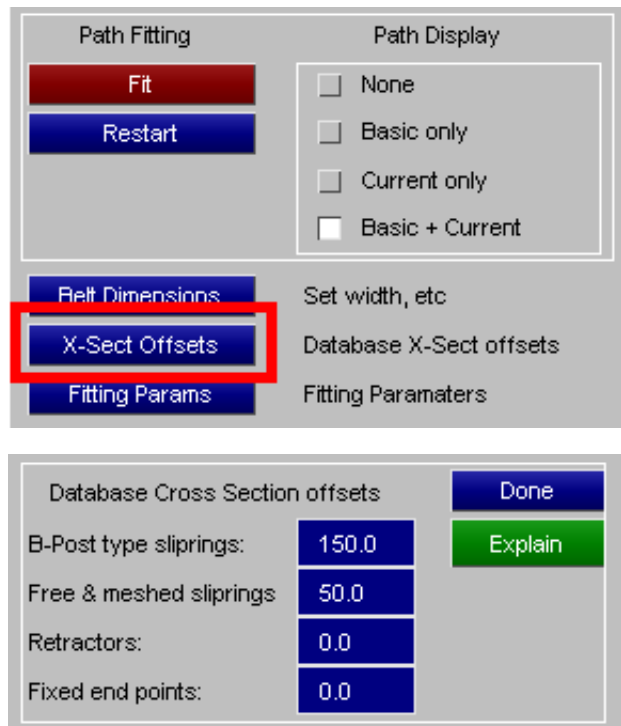 Path Fitting
Path Display
Fit
None
Restart
Basic only
Current only
Basic + Current
Belt Dimensions
Set width, etc
X-Sect Offsets
Database X-Sect offsets
Fitting Params
Fitting Paramaters
Database Cross Section offsets
Done
B-Post type sliprings:
150.0
Explain
Free & meshed sliprings
50.0
Retractors:
0.0
Fixed end points:
0.0